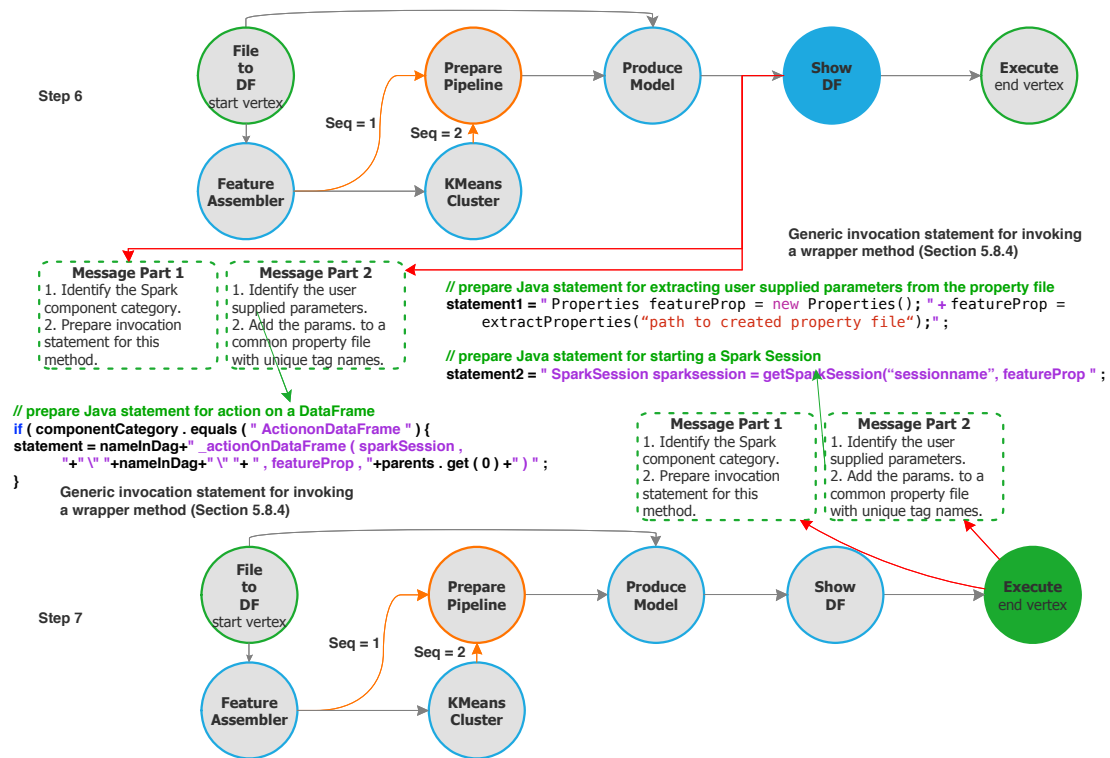 File
to
DF
start vertex
Prepare
Pipeline
Produce
Model
Show
DF
Execute
end vertex
Step 6
Seq = 1
Seq = 2
Feature
Assembler
KMeans
Cluster
Generic invocation statement for invoking
a wrapper method (Section 5.8.4)
Message Part 1
1. Identify the Spark
component category.
2. Prepare invocation
statement for this
method.
Message Part 2
1. Identify the user
supplied parameters.
2. Add the params. to a
common property file
with unique tag names.
// prepare Java statement for extracting user supplied parameters from the property file
statement1 = " Properties featureProp = new Properties(); " + featureProp =
extractProperties(“path to created property file“);" ;
// prepare Java statement for starting a Spark Session
statement2 = " SparkSession sparksession = getSparkSession(“sessionname”, featureProp " ;
// prepare Java statement for action on a DataFrame
if ( componentCategory . equals ( " ActiononDataFrame " ) {
statement = nameInDag+" _actionOnDataFrame ( sparkSession ,
"+" \" "+nameInDag+" \" "+ " , featureProp , "+parents . get ( 0 ) +" ) " ;
}
Generic invocation statement for invoking
a wrapper method (Section 5.8.4)
Message Part 1
1. Identify the Spark
component category.
2. Prepare invocation
statement for this
method.
Message Part 2
1. Identify the user
supplied parameters.
2. Add the params. to a
common property file
with unique tag names.
File
to
DF
start vertex
Prepare
Pipeline
Produce
Model
Show
DF
Execute
end vertex
Step 7
Seq = 1
Seq = 2
Feature
Assembler
KMeans
Cluster